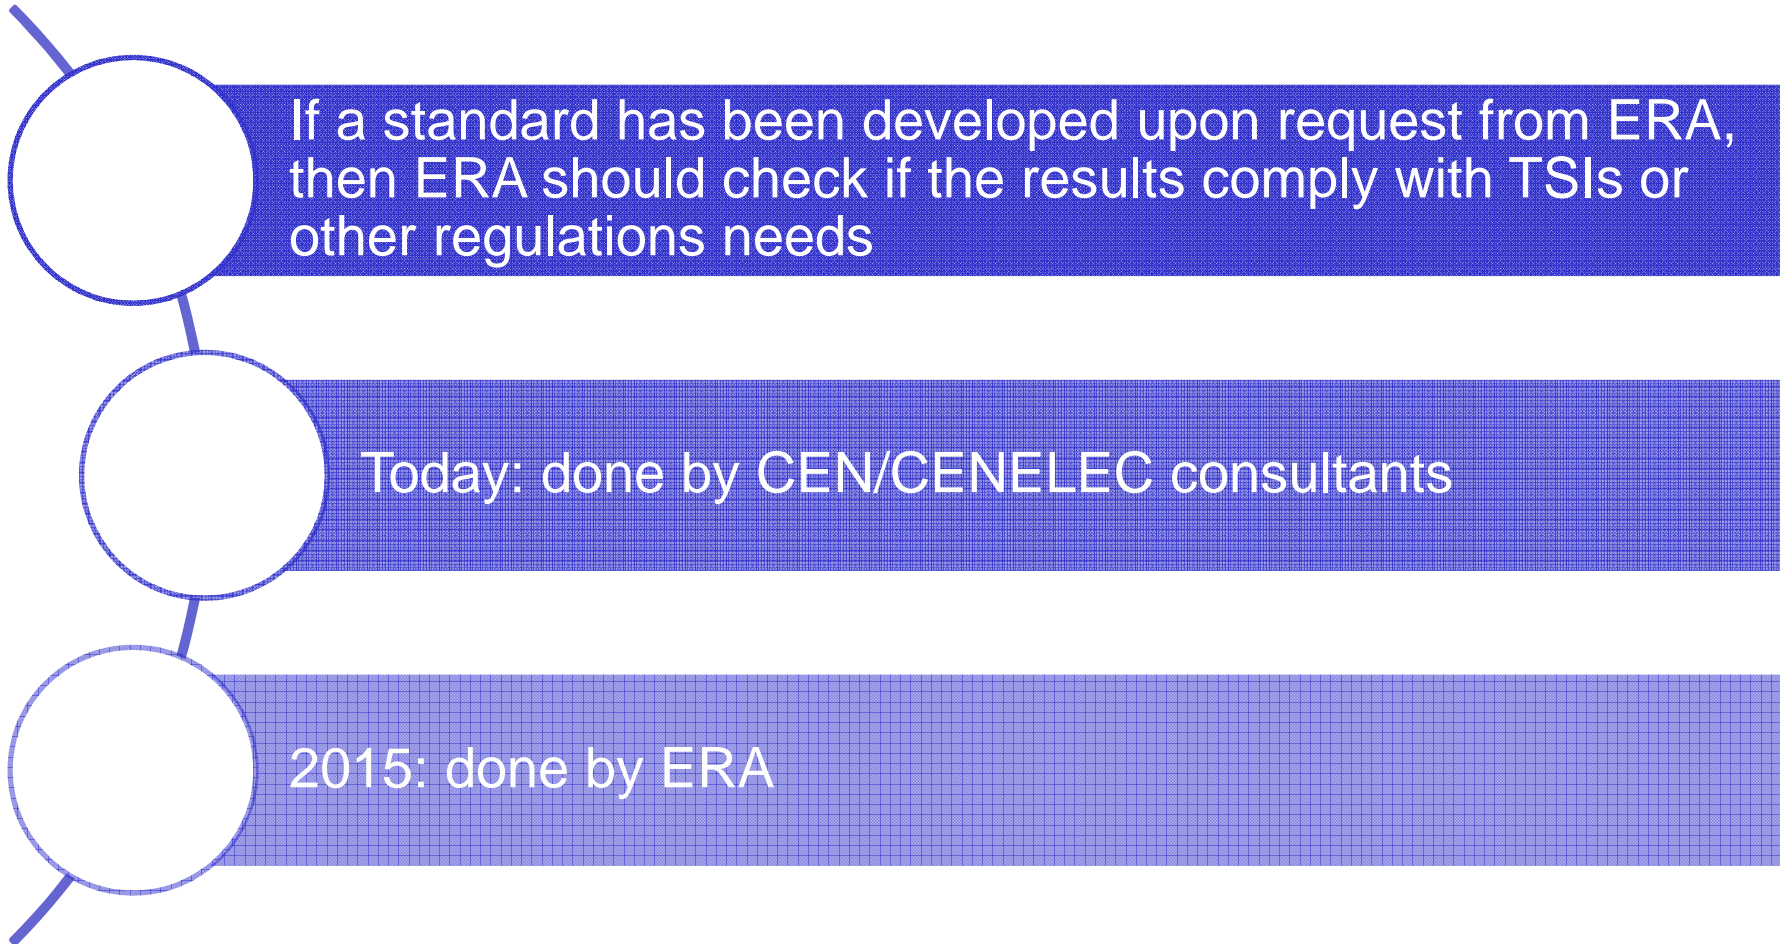 If a standard has been developed upon request from ERA,
then ERA should check if the results comply with TSIs or
other regulations needs
Today: done by CEN/CENELEC consultants
2015: done by ERA